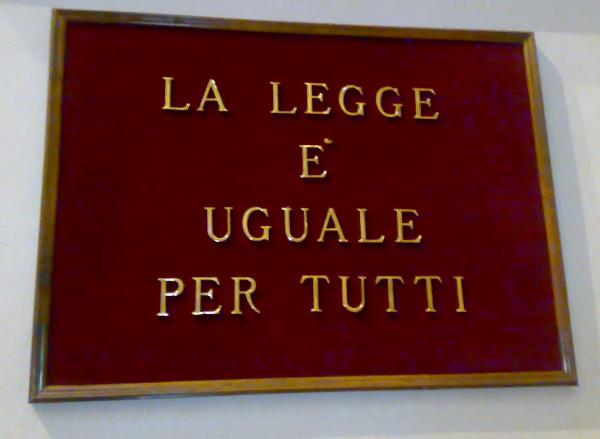 LA LEGGE
È
UGUALE
PER TUTTI